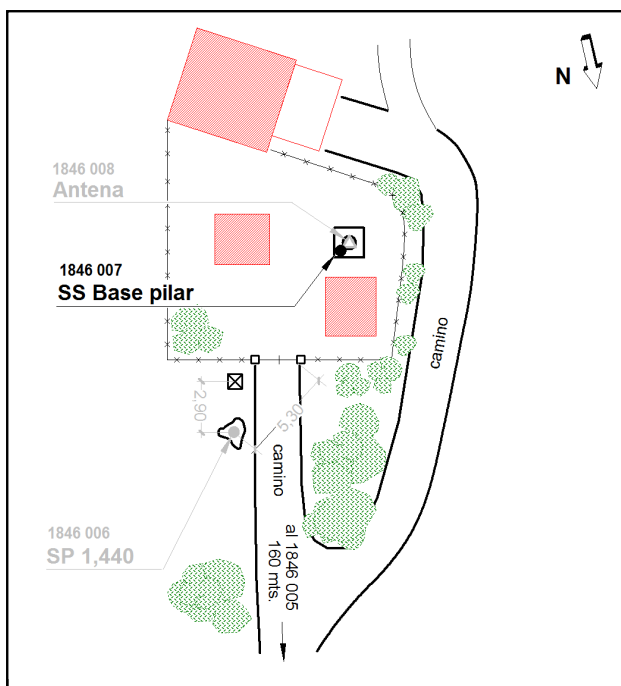 N
1846 008
Antena
1846 007
SS Base pilar
camino
2,90
5,30
camino
1846 006
SP 1,440
al 1846 005
160 mts.